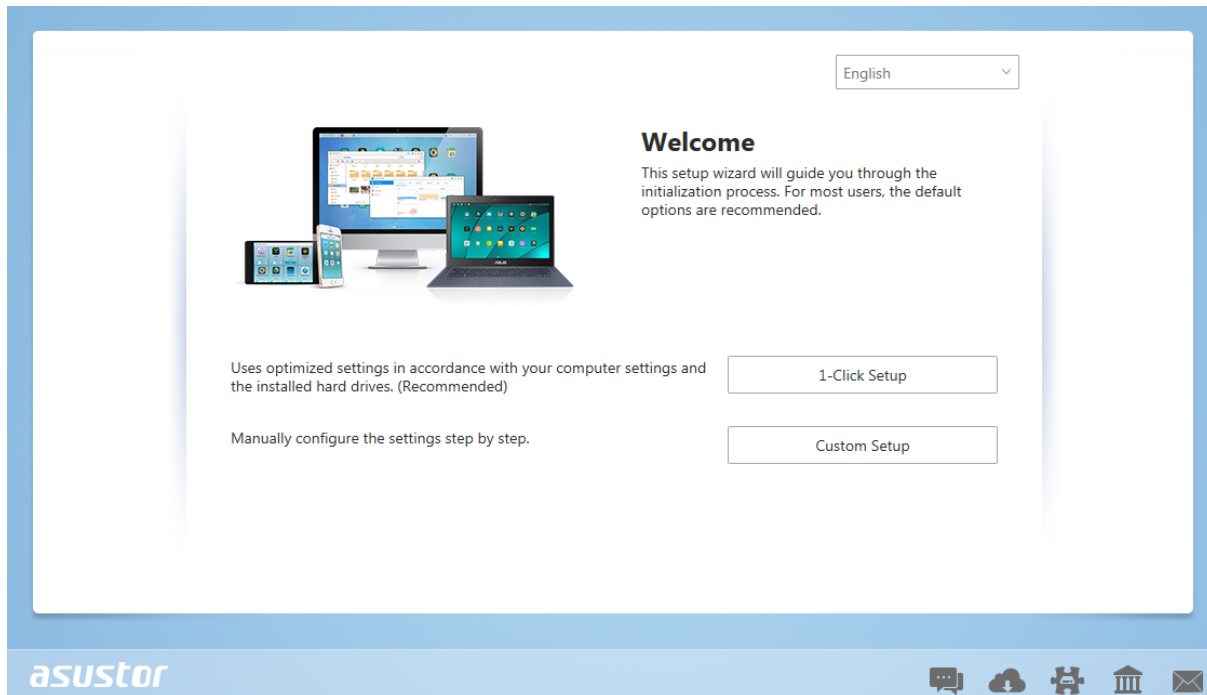 English
Welcome
This setup wizard will guide you through the
initialization process. For most users, the default
options are recommended.
Uses optimized settings in accordance with your computer settings and
the installed hard drives. (Recommended)
1-Click Setup
Manually configure the settings step by step.
Custom Setup
asustor